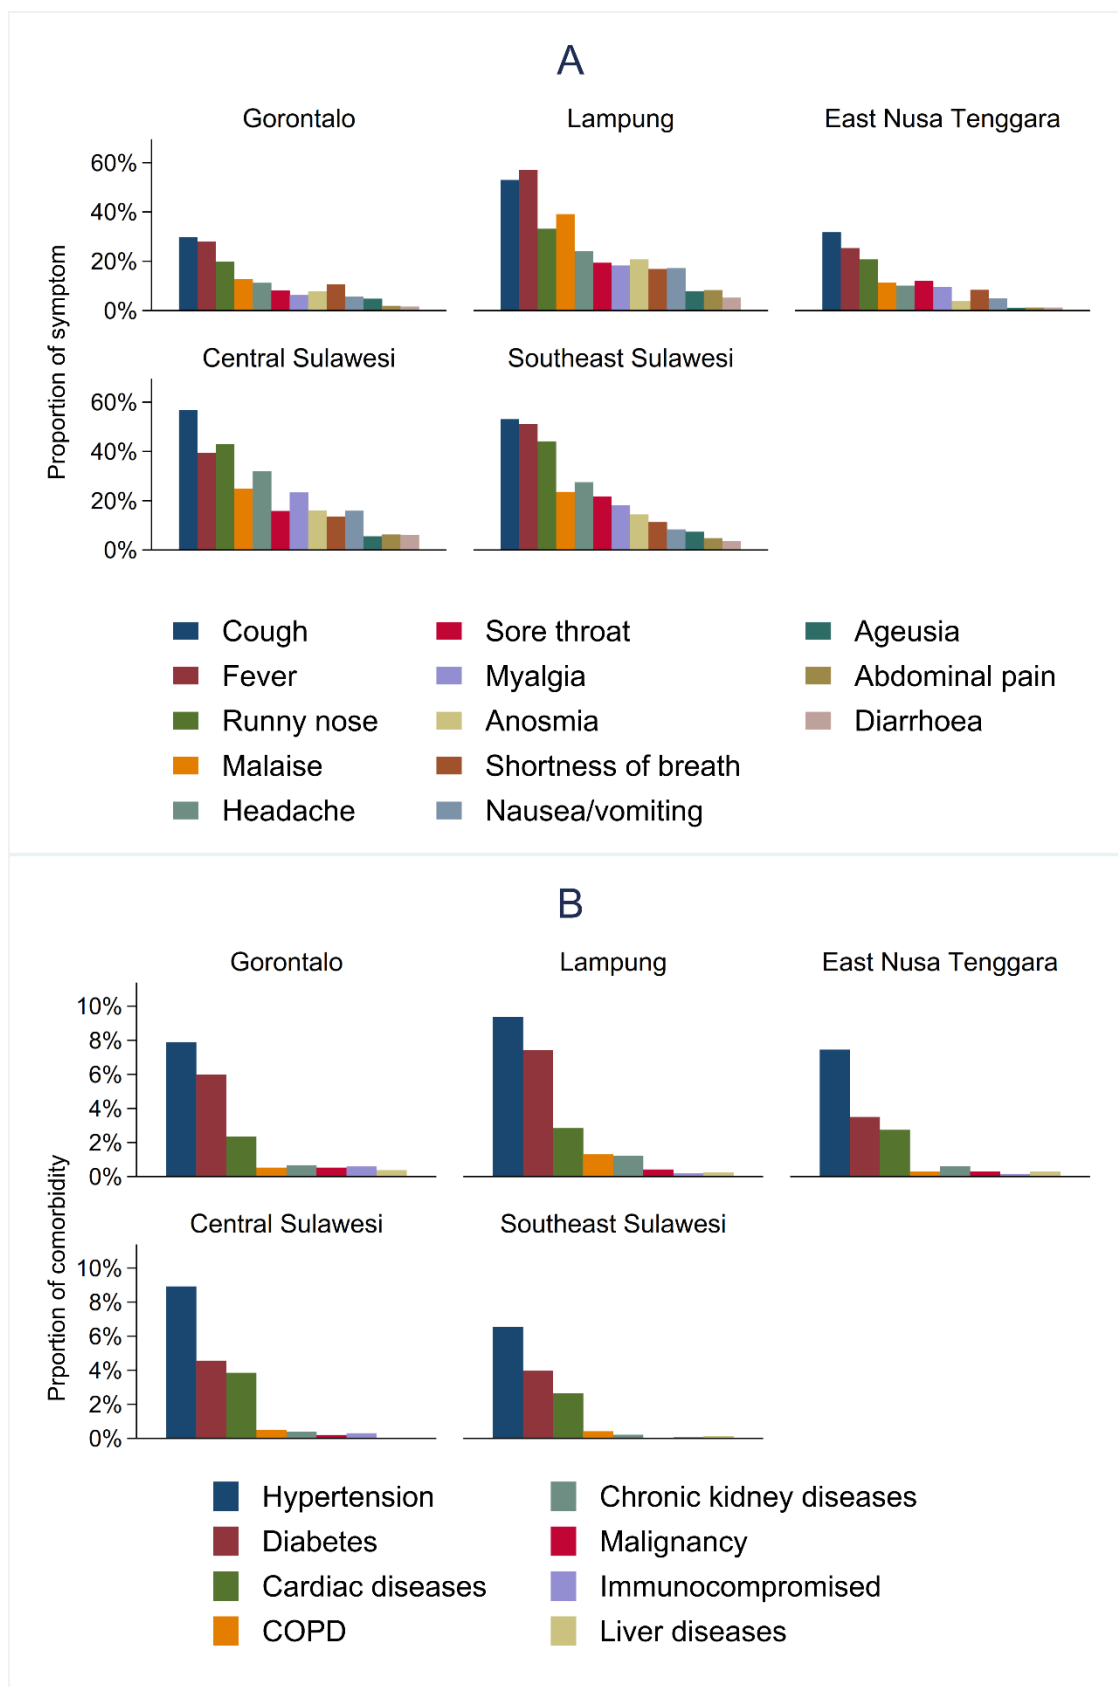 A
Gorontalo
Lampung
East Nusa Tenggara
60%
40%
20%
0%
Proportion of symptom
Central Sulawesi
Southeast Sulawesi
60%
40%
20%
0%
Cough
Fever
Runny nose
Malaise
Headache
Sore throat
Myalgia
Anosmia
Shortness of breath
Nausea/vomiting
Ageusia
Abdominal pain
Diarrhoea
B
Gorontalo
Lampung
East Nusa Tenggara
10%
8%
6%
4%
2%
0%
Prportion of comorbidity
Central Sulawesi
Southeast Sulawesi
10%
8%
6%
4%
2%
0%
Hypertension
Diabetes
Cardiac diseases
COPD
Chronic kidney diseases
Malignancy
Immunocompromised
Liver diseases